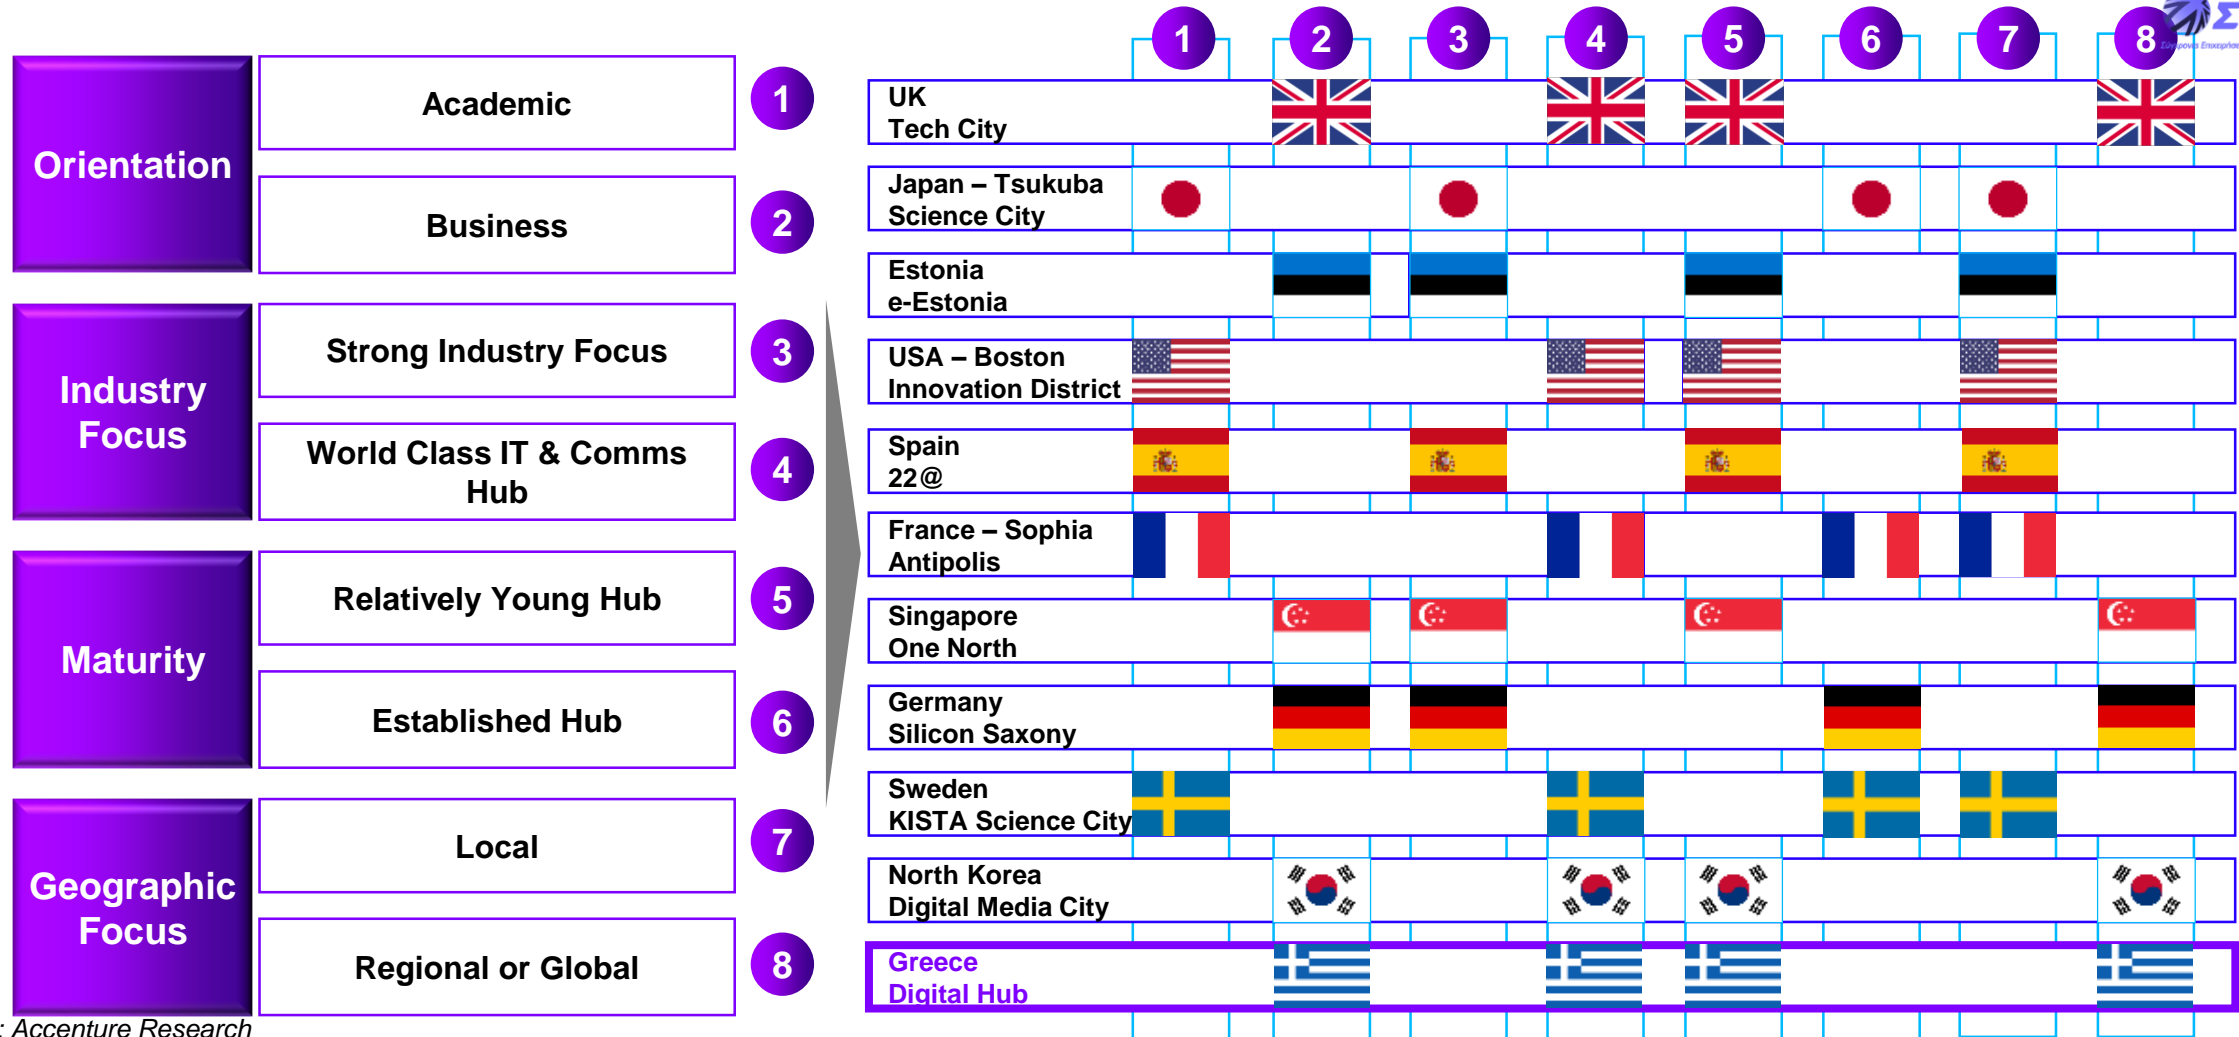 Orientation
Academic
1
Business
2
Industry
Focus
Strong Industry Focus
3
World Class IT & Comms
Hub
4
Maturity
Relatively Young Hub
5
Established Hub
6
Geographic
Focus
Local
7
Regional or Global
8
: Accenture Research
1
2
3
4
5
6
7
8
Σ
UK
Tech City
Japan – Tsukuba
Science City
Estonia
e-Estonia
USA – Boston
Innovation District
Spain
22@
France – Sophia
Antipolis
Singapore
One North
Germany
Silicon Saxony
Sweden
KISTA Science City
North Korea
Digital Media City
Greece
Digital Hub